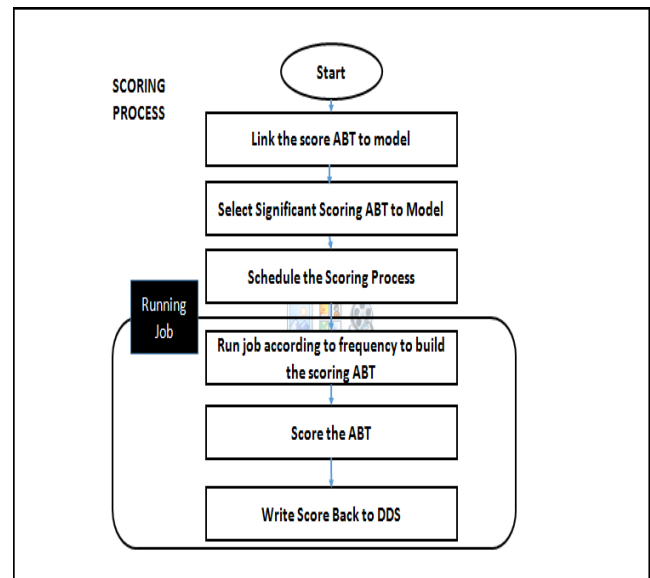 SCORING
PROCESS
Start
Link the score ABT to model
Select Significant Scoring ABT to Model
Schedule the Scoring Process
Running
Job
Run job according to frequency to build
the scoring ABT
Score the ABT
Write Score Back to DDS